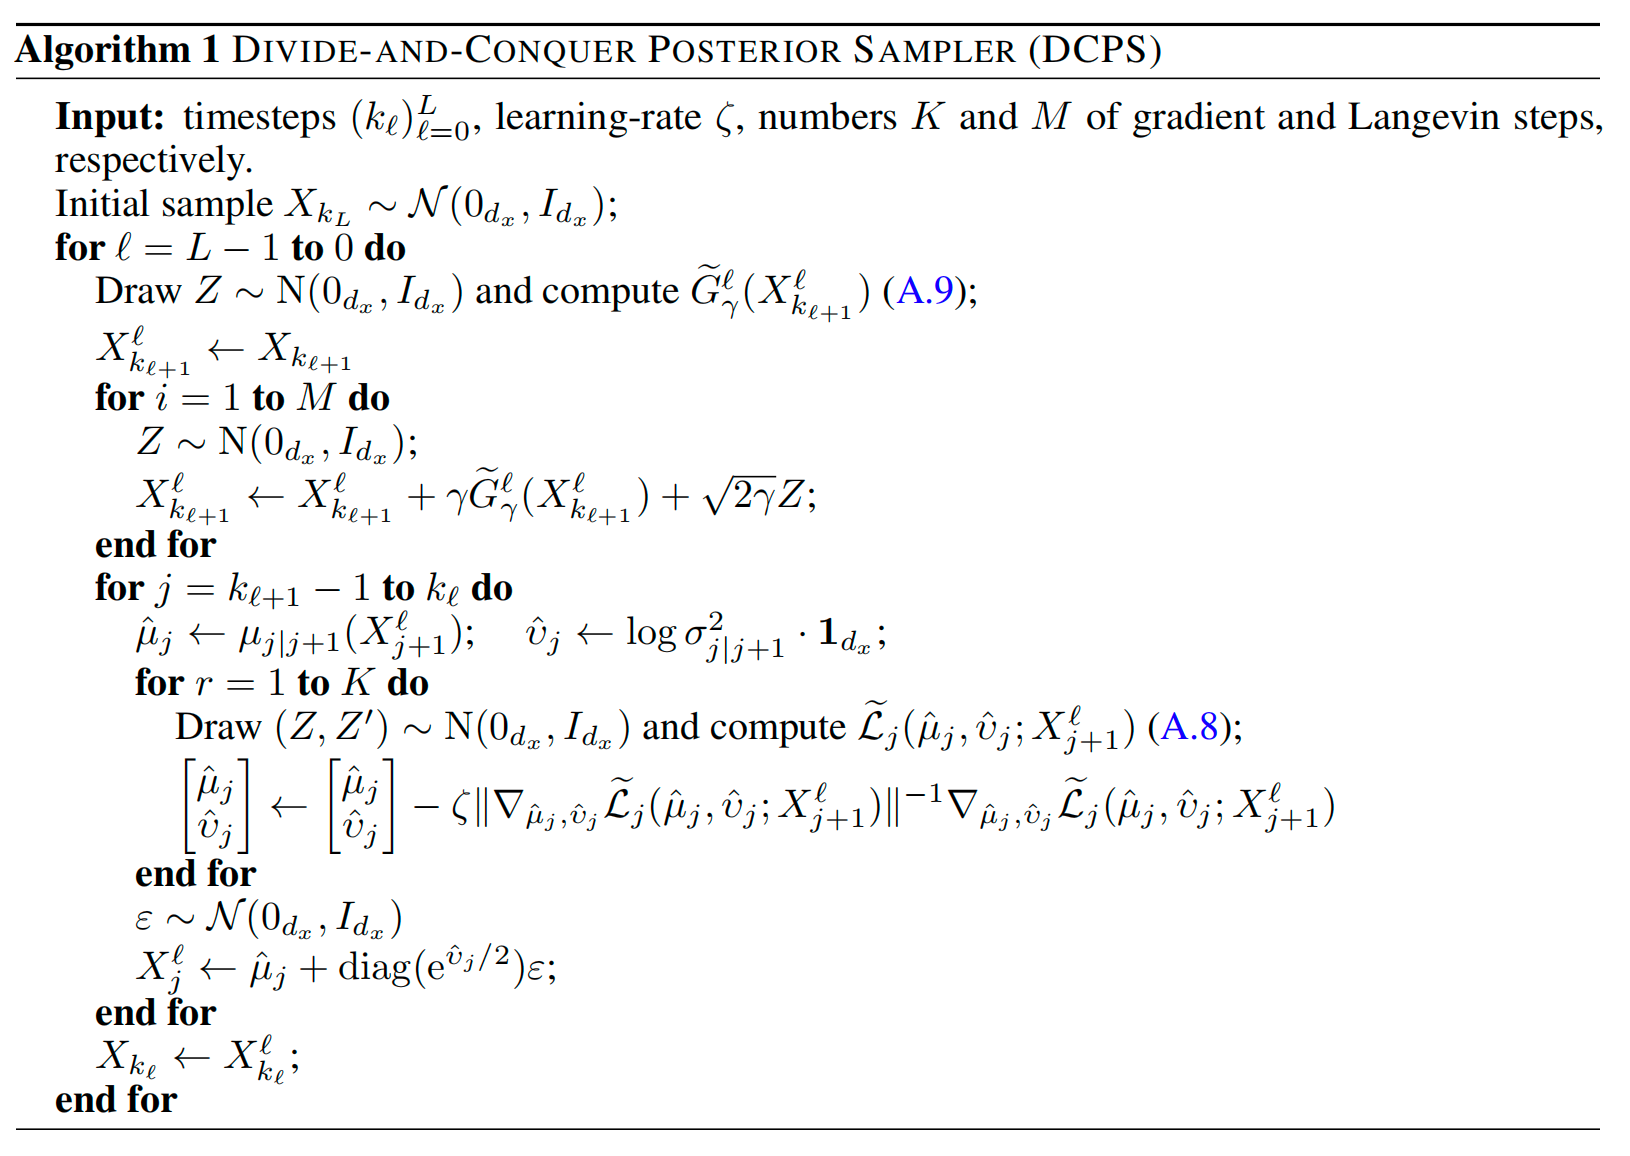 Algorithm 1 DIVIDE-AND-CONQUER POSTERIOR SAMPLER (DCPS)
Input: timesteps $(k_\ell)_{\ell=0}^{L}$, learning-rate $\zeta$, numbers $K$ and $M$ of gradient and Langevin steps,
respectively.
Initial sample $X_{k_L} \sim \mathcal{N}(0_{d_x}, I_{d_x})$;
for $\ell = L - 1$ to $0$ do
Draw $Z \sim \mathrm{N}(0_{d_x}, I_{d_x})$ and compute $\widetilde{G}_\gamma^\ell(X_{k_{\ell+1}}^\ell)$ (A.9);
$X_{k_{\ell+1}}^\ell \leftarrow X_{k_{\ell+1}}$
for $i = 1$ to $M$ do
$Z \sim \mathrm{N}(0_{d_x}, I_{d_x})$;
$X_{k_{\ell+1}}^\ell \leftarrow X_{k_{\ell+1}}^\ell + \gamma \widetilde{G}_\gamma^\ell(X_{k_{\ell+1}}^\ell) + \sqrt{2\gamma} Z$;
end for
for $j = k_{\ell+1} - 1$ to $k_\ell$ do
$\hat{\mu}_j \leftarrow \mu_{j|j+1}(X_{j+1}^\ell)$; $\hat{\upsilon}_j \leftarrow \log \sigma_{j|j+1}^2 \cdot \mathbf{1}_{d_x}$;
for $r = 1$ to $K$ do
Draw $(Z, Z') \sim \mathrm{N}(0_{d_x}, I_{d_x})$ and compute $\widetilde{\mathcal{L}}_j(\hat{\mu}_j, \hat{\upsilon}_j; X_{j+1}^\ell)$ (A.8);
$\begin{bmatrix} \hat{\mu}_j \\ \hat{\upsilon}_j \end{bmatrix} \leftarrow \begin{bmatrix} \hat{\mu}_j \\ \hat{\upsilon}_j \end{bmatrix} - \zeta \|\nabla_{\hat{\mu}_j, \hat{\upsilon}_j} \widetilde{\mathcal{L}}_j(\hat{\mu}_j, \hat{\upsilon}_j; X_{j+1}^\ell)\|^{-1} \nabla_{\hat{\mu}_j, \hat{\upsilon}_j} \widetilde{\mathcal{L}}_j(\hat{\mu}_j, \hat{\upsilon}_j; X_{j+1}^\ell)$
end for
$\varepsilon \sim \mathcal{N}(0_{d_x}, I_{d_x})$
$X_j^\ell \leftarrow \hat{\mu}_j + \mathrm{diag}(\mathrm{e}^{\hat{\upsilon}_j/2})\varepsilon$;
end for
$X_{k_\ell} \leftarrow X_{k_\ell}^\ell$;
end for